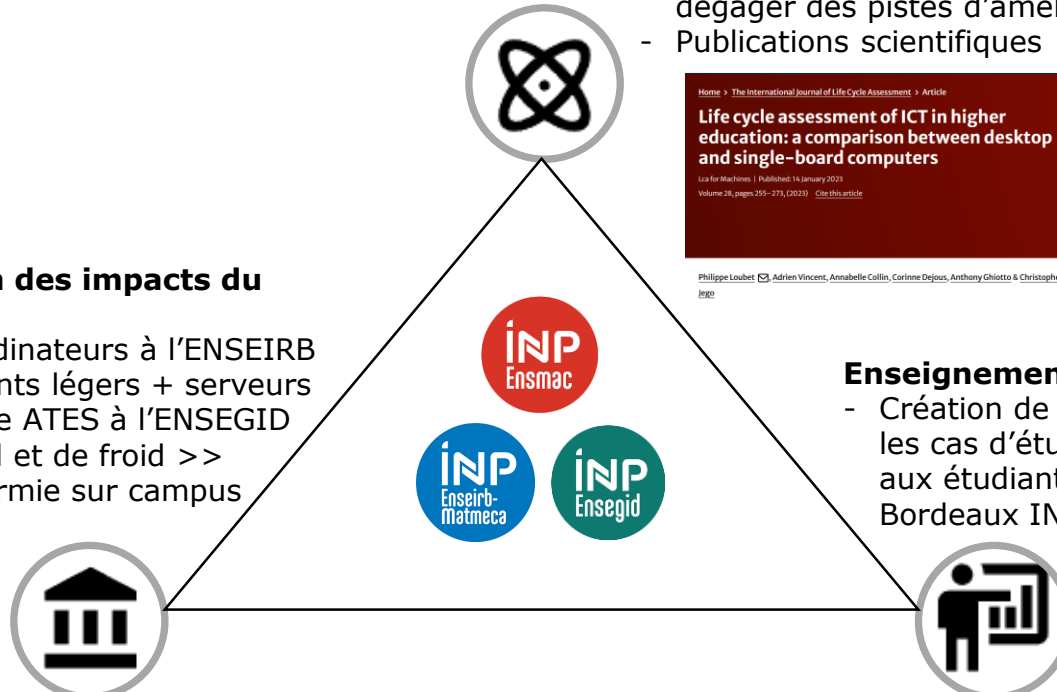 dégager des pistes d'amél
- Publications scientifiques
Home > The International Journal of Life Cycle Assessment > Article
Life cycle assessment of ICT in higher
education: a comparison between desktop
and single-board computers
Lca for Machines | Published: 14 January 2023
Volume 28, pages 255–273, (2023) Cite this article
Philippe Loubet, Adrien Vincent, Annabelle Collin, Corinne Dejous, Anthony Ghiotto & Christophe
Jego
des impacts du
dinateurs à l'ENSEIRB
nts légers + serveurs
e ATES à l'ENSEGID
et de froid >>
rmie sur campus
INP
Ensmac
INP
Enseirb-
Matmeca
INP
Ensegid
Enseignemen
- Création de
les cas d'étu
aux étudiant
Bordeaux IN